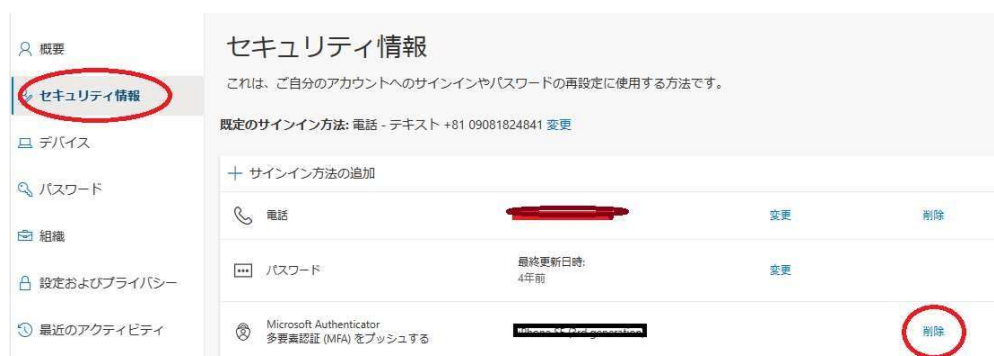 概要
セキュリティ情報
デバイス
パスワード
組織
設定およびプライバシー
最近のアクティビティ
セキュリティ情報
これは、ご自分のアカウントへのサインインやパスワードの再設定に使用する方法です。
既定のサインイン方法: 電話 - テキスト +81 09081824841 変更
サインイン方法の追加
電話 変更 削除
パスワード 最終更新日時: 変更
4年前
Microsoft Authenticator
多要素認証 (MFA) をプッシュする 削除